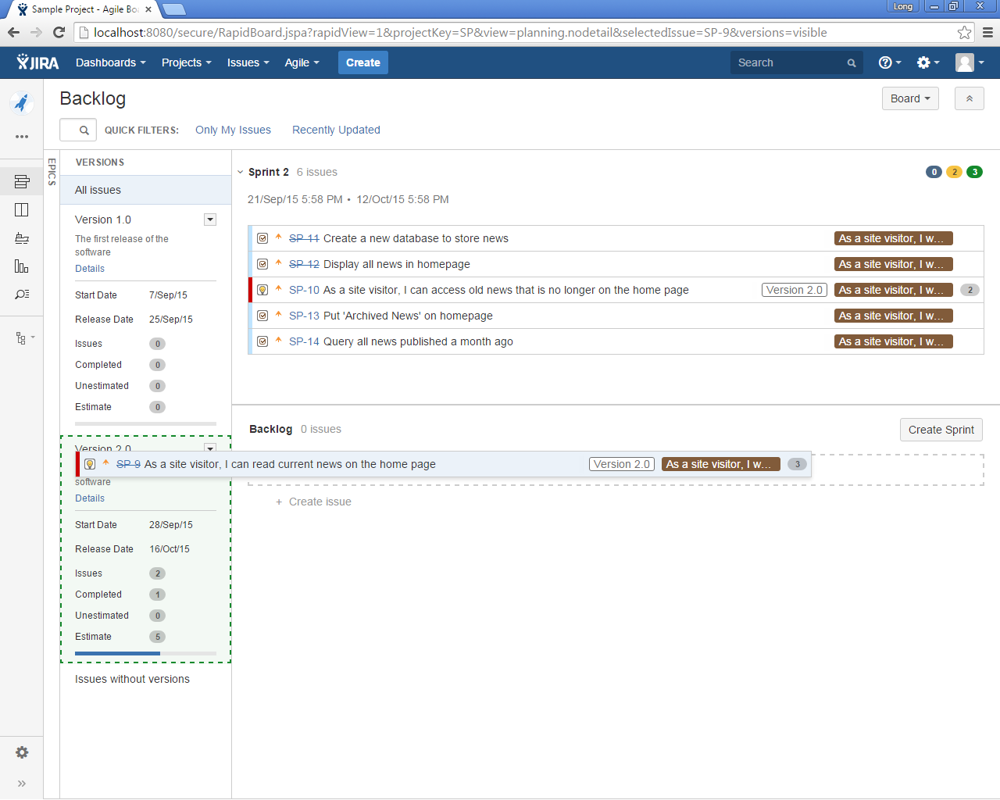 Sample Project - Agile Boa
Long
localhost:8080/secure/RapidBoard.jspa?rapidView=1&projectKey=SP&view=planning.nodetail&selectedIssue=SP-9&versions=visible
JIRA Dashboards Projects Issues Agile Create Search
Backlog
Board
QUICK FILTERS: Only My Issues Recently Updated
EPICS
VERSIONS
All issues
Version 1.0
The first release of the
software
Details
Start Date 7/Sep/15
Release Date 25/Sep/15
Issues 0
Completed 0
Unestimated 0
Estimate 0
Version 2.0
software
Details
Start Date 28/Sep/15
Release Date 16/Oct/15
Issues 2
Completed 1
Unestimated 0
Estimate 5
Issues without versions
Sprint 2 6 issues
0 2 3
21/Sep/15 5:58 PM • 12/Oct/15 5:58 PM
SP-11 Create a new database to store news As a site visitor, I w...
SP-12 Display all news in homepage As a site visitor, I w...
SP-10 As a site visitor, I can access old news that is no longer on the home page Version 2.0 As a site visitor, I w... 2
SP-13 Put 'Archived News' on homepage As a site visitor, I w...
SP-14 Query all news published a month ago As a site visitor, I w...
Backlog 0 issues
Create Sprint
SP-9 As a site visitor, I can read current news on the home page Version 2.0 As a site visitor, I w... 3
+ Create issue